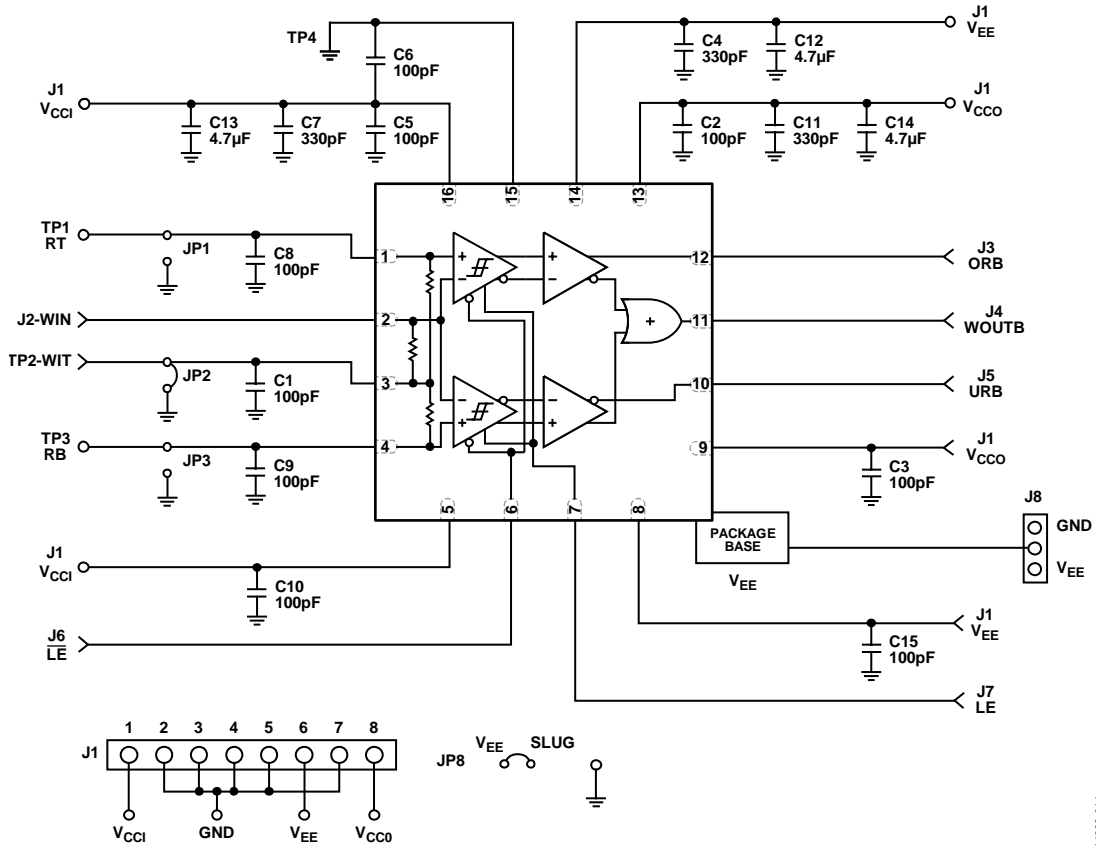 J1
VEE
TP4
C6
100pF
C4
330pF
C12
4.7µF
J1
VCCI
C13
4.7µF
C7
330pF
C5
100pF
C2
100pF
C11
330pF
C14
4.7µF
J1
VCCO
16
15
14
13
TP1
RT
JP1
C8
100pF
1
+
−
+
−
12
J3
ORB
J2-WIN
2
+
11
J4
WOUTB
TP2-WIT
JP2
C1
100pF
3
10
J5
URB
TP3
RB
JP3
C9
100pF
4
−
+
−
+
9
C3
100pF
J1
VCCO
5
6
7
8
PACKAGE
BASE
VEE
J8
GND
VEE
J1
VCCI
C10
100pF
J6
LE
C15
100pF
J1
VEE
J7
LE
1 2 3 4 5 6 7 8
J1
VCCI GND VEE VCC0
JP8
VEE SLUG